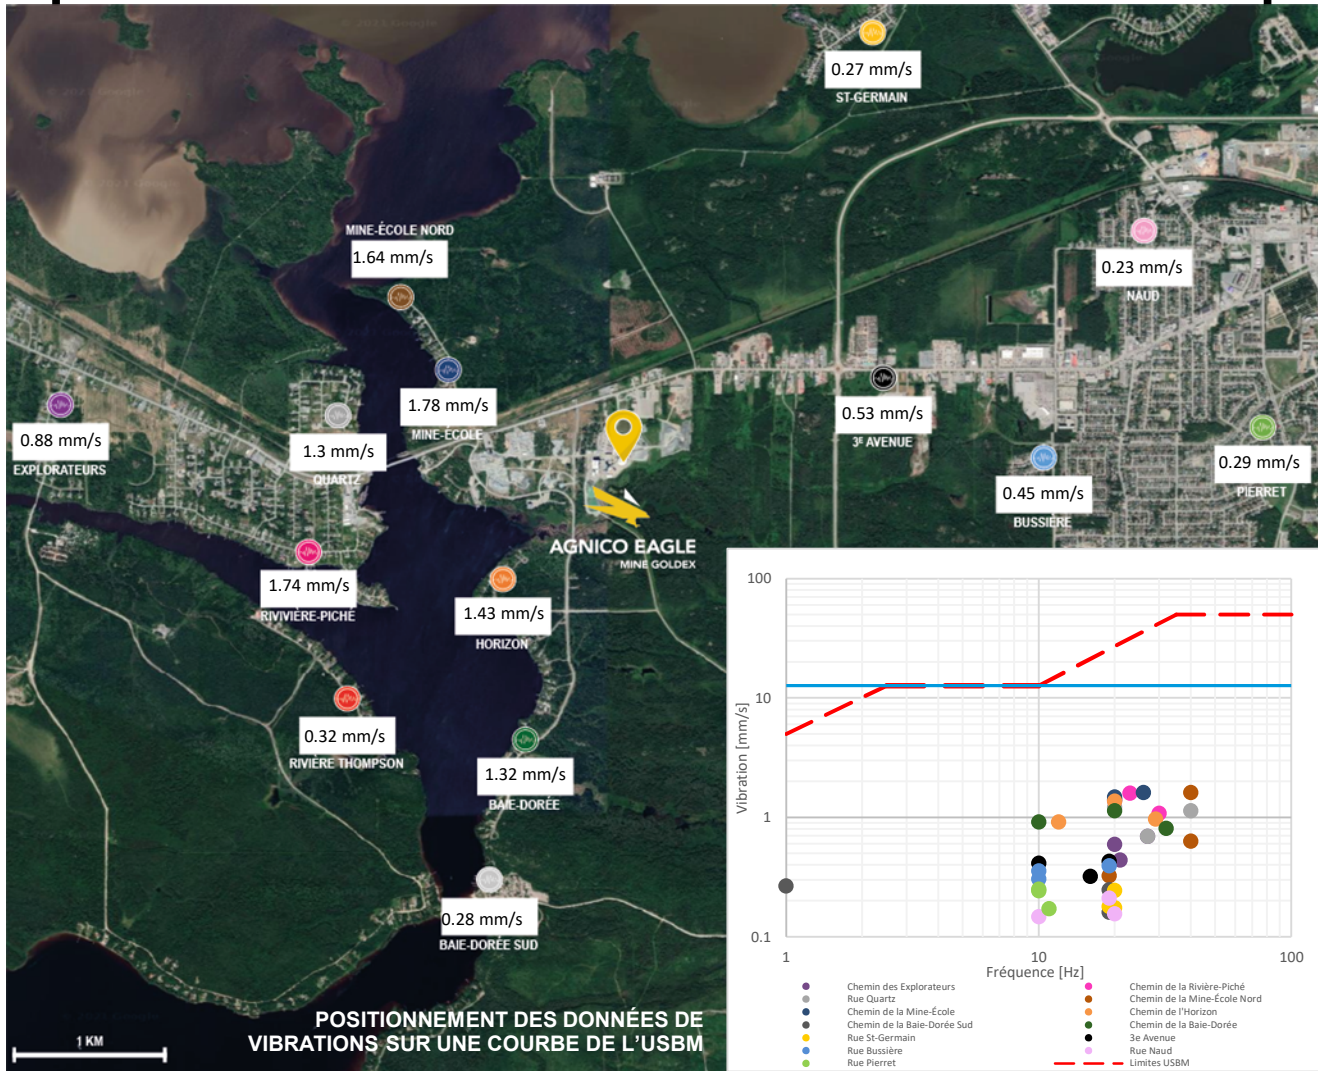 0.27 mm/s
ST-GERMAIN
MINE-ÉCOLE NORD
1.64 mm/s
0.23 mm/s
NAUD
1.78 mm/s
MINE-ÉCOLE
0.88 mm/s
EXPLORATEURS
1.3 mm/s
QUARTZ
0.53 mm/s
3E AVENUE
0.45 mm/s
BUSSIÈRE
0.29 mm/s
PIERRET
AGNICO EAGLE
MINE GOLDEX
1.74 mm/s
RIVIVIÈRE-PICHÉ
1.43 mm/s
HORIZON
0.32 mm/s
RIVIÈRE THOMPSON
1.32 mm/s
BAIE-DORÉE
0.28 mm/s
BAIE-DORÉE SUD
POSITIONNEMENT DES DONNÉES DE
VIBRATIONS SUR UNE COURBE DE L'USBM
1 KM
100
10
1
0.1
Vibration [mm/s]
1 10 100
Fréquence [Hz]
Chemin des Explorateurs
Chemin de la Rivière-Piché
Rue Quartz
Chemin de la Mine-École Nord
Chemin de la Mine-École
Chemin de l'Horizon
Chemin de la Baie-Dorée Sud
Chemin de la Baie-Dorée
Rue St-Germain
3e Avenue
Rue Bussière
Rue Naud
Rue Pierret
Limites USBM